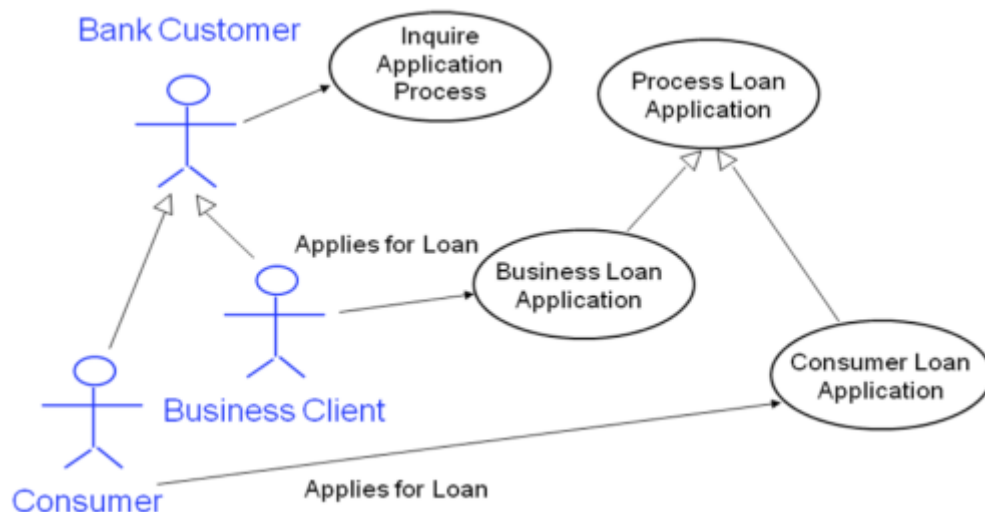 Bank Customer
Inquire
Application
Process
Process Loan
Application
Applies for Loan
Business Loan
Application
Business Client
Consumer Loan
Application
Consumer
Applies for Loan